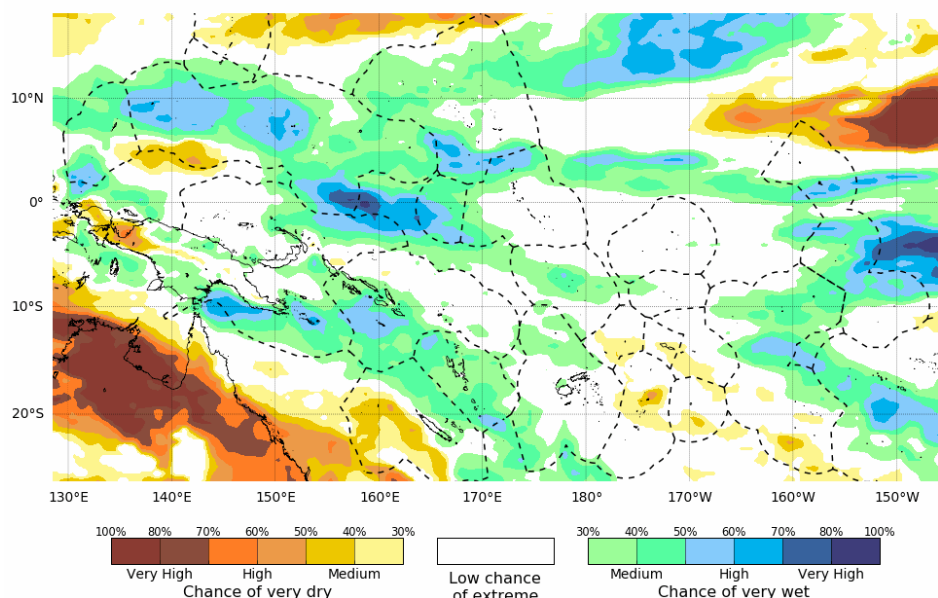 10°N
0°
10°S
20°S
130°E 140°E 150°E 160°E 170°E 180° 170°W 160°W 150°W
100% 80% 70% 60% 50% 40% 30% 30% 40% 50% 60% 70% 80% 100%
Very High High Medium Low chance Medium High Very High
Chance of very dry of extreme Chance of very wet